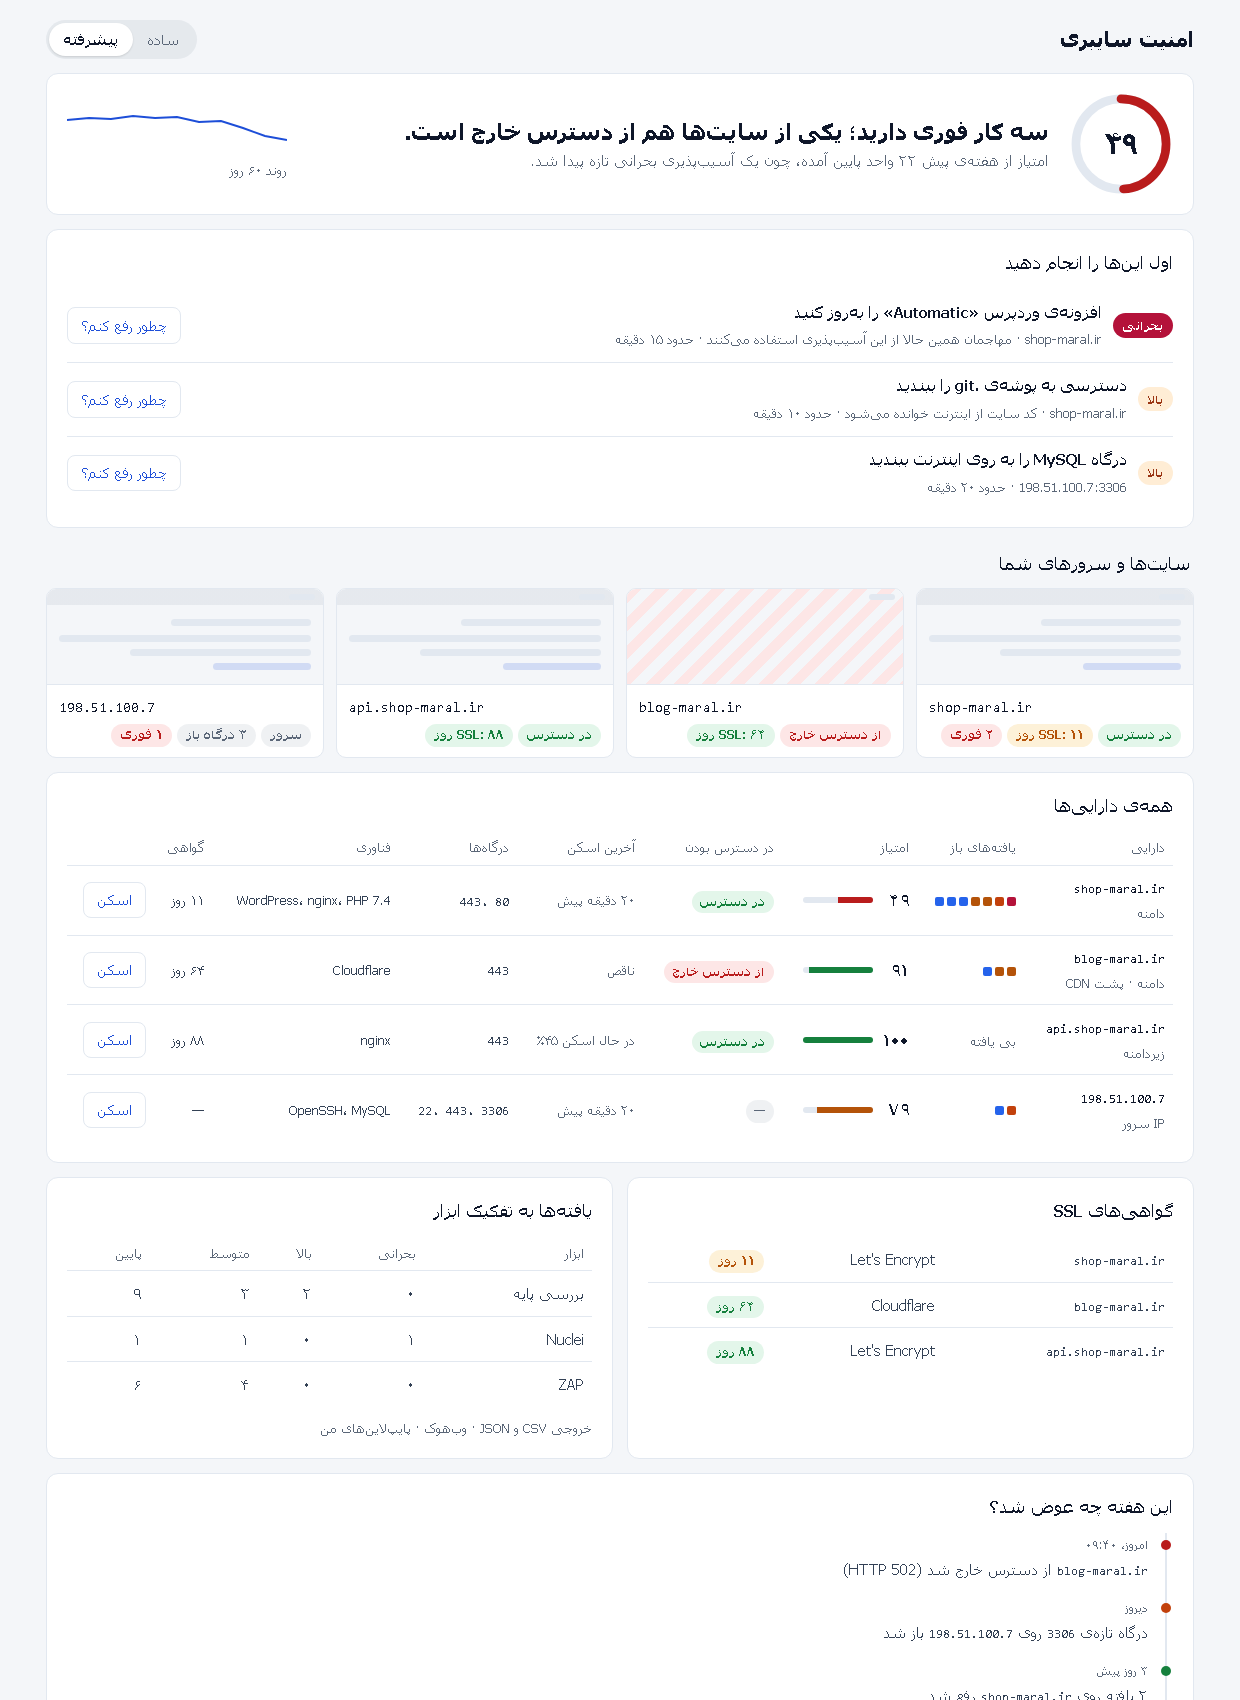 امنیت سایبری
ساده
پیشرفته
۴۹
سه کار فوری دارید؛ یکی از سایت‌ها هم از دسترس خارج است.
امتیاز از هفته‌ی پیش ۲۲ واحد پایین آمده، چون یک آسیب‌پذیری بحرانی تازه پیدا شد.
روند ۶۰ روز
اول این‌ها را انجام دهید
بحرانی
افزونه‌ی وردپرس «Automatic» را به‌روز کنید
shop-maral.ir · مهاجمان همین حالا از این آسیب‌پذیری استفاده می‌کنند · حدود ۱۵ دقیقه
چطور رفع کنم؟
بالا
دسترسی به پوشه‌ی .git را ببندید
shop-maral.ir · کد سایت از اینترنت خوانده می‌شود · حدود ۱۰ دقیقه
چطور رفع کنم؟
بالا
درگاه MySQL را به روی اینترنت ببندید
198.51.100.7:3306 · حدود ۲۰ دقیقه
چطور رفع کنم؟
سایت‌ها و سرورهای شما
shop-maral.ir
در دسترس
SSL: ۱۱ روز
۲ فوری
blog-maral.ir
از دسترس خارج
SSL: ۶۴ روز
api.shop-maral.ir
در دسترس
SSL: ۸۸ روز
198.51.100.7
سرور
۳ درگاه باز
۱ فوری
همه‌ی دارایی‌ها
دارایی یافته‌های باز امتیاز در دسترس بودن آخرین اسکن درگاه‌ها فناوری گواهی
shop-maral.ir
دامنه
۴۹ در دسترس ۲۰ دقیقه پیش 443، 80 WordPress، nginx، PHP 7.4 ۱۱ روز اسکن
blog-maral.ir
دامنه · پشت CDN
۹۱ از دسترس خارج ناقص 443 Cloudflare ۶۴ روز اسکن
api.shop-maral.ir
زیردامنه
بی یافته ۱۰۰ در دسترس در حال اسکن ۴۵٪ 443 nginx ۸۸ روز اسکن
198.51.100.7
IP سرور
۷۹ — ۲۰ دقیقه پیش 22، 443، 3306 OpenSSH، MySQL — اسکن
گواهی‌های SSL
shop-maral.ir Let's Encrypt ۱۱ روز
blog-maral.ir Cloudflare ۶۴ روز
api.shop-maral.ir Let's Encrypt ۸۸ روز
یافته‌ها به تفکیک ابزار
ابزار بحرانی بالا متوسط پایین
بررسی پایه ۰ ۲ ۳ ۹
Nuclei ۱ ۰ ۱ ۱
ZAP ۰ ۰ ۴ ۶
خروجی CSV و JSON · وب‌هوک · پایپ‌لاین‌های من
این هفته چه عوض شد؟
امروز، ۰۹:۴۰
blog-maral.ir از دسترس خارج شد (HTTP 502)
دیروز
درگاه تازه‌ی 3306 روی 198.51.100.7 باز شد
۳ روز پیش
۲ یافته روی shop-maral.ir رفع شد